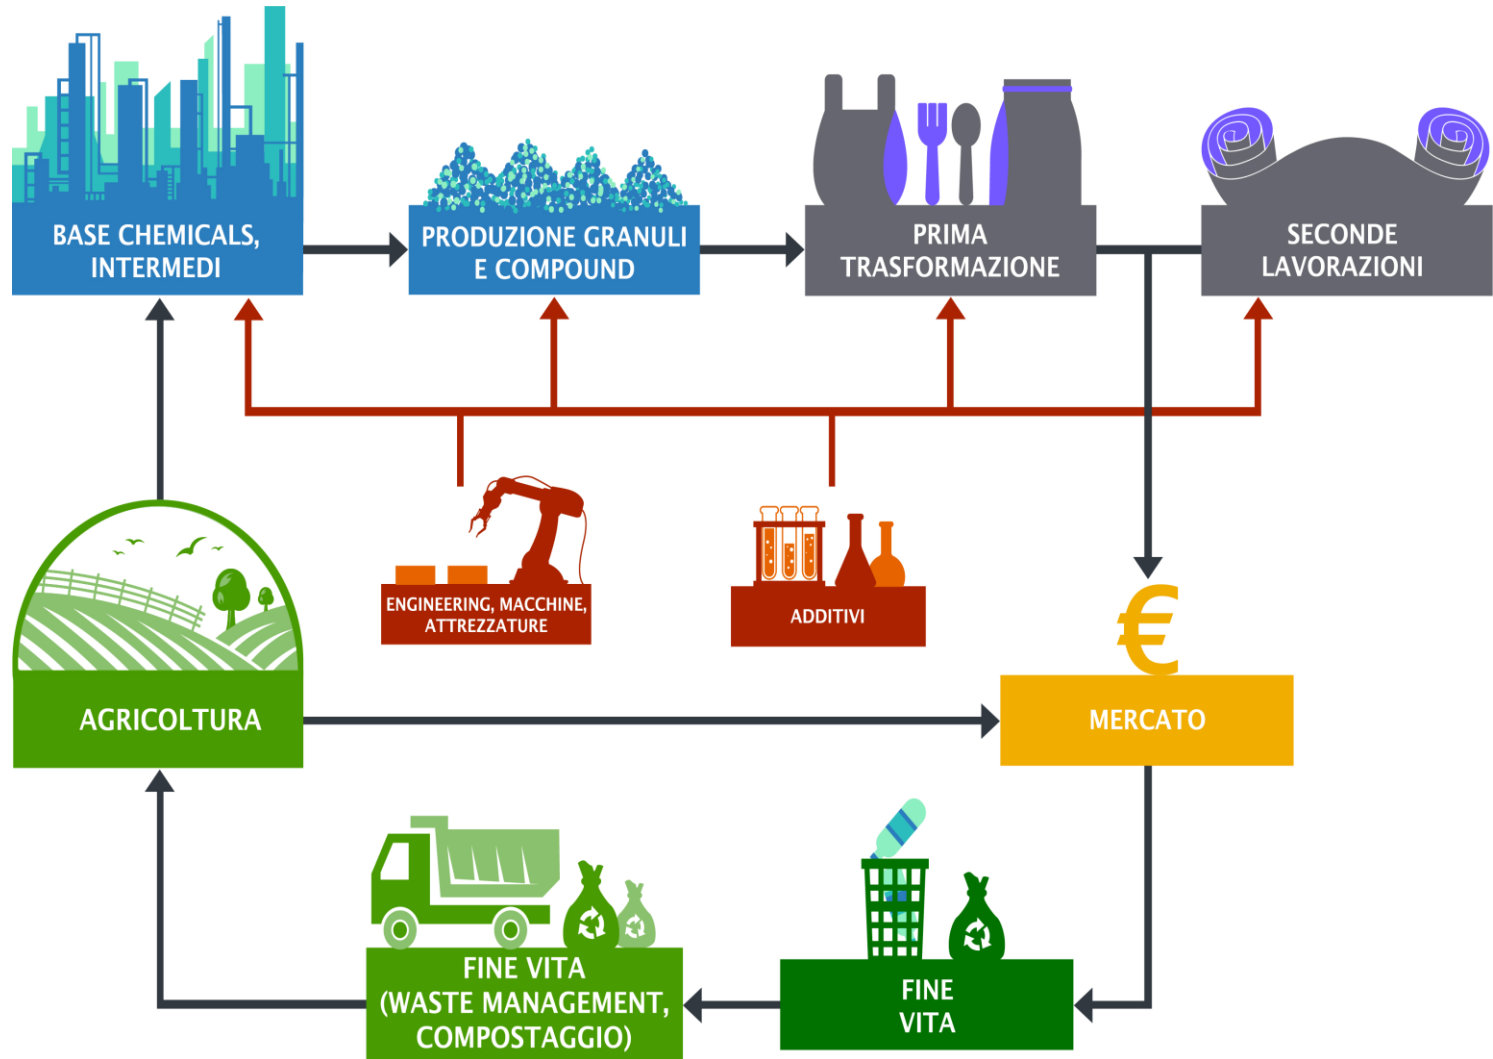 BASE CHEMICALS,
INTERMEDI
PRODUZIONE GRANULI
E COMPOUND
PRIMA
TRASFORMAZIONE
SECONDE
LAVORAZIONI
ENGINEERING, MACCHINE,
ATTREZZATURE
ADDITIVI
€
AGRICOLTURA
MERCATO
FINE VITA
(WASTE MANAGEMENT,
COMPOSTAGGIO)
FINE
VITA